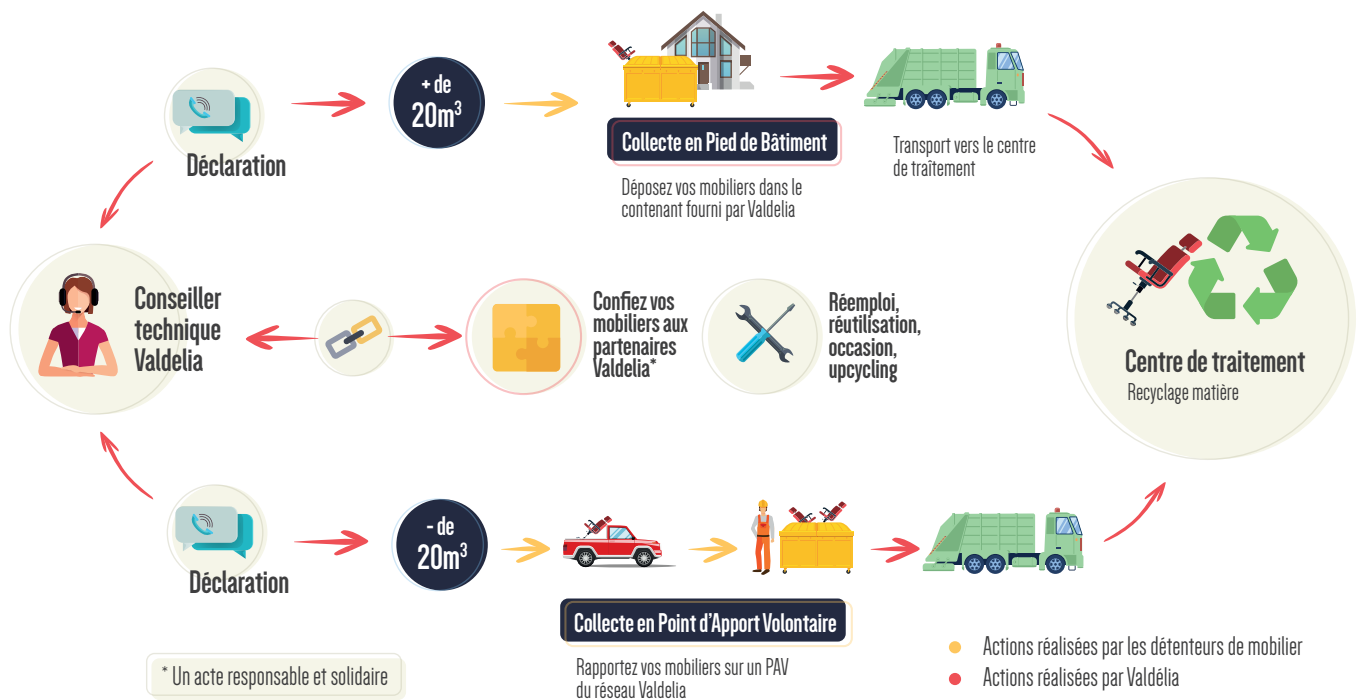 Déclaration
+ de
20m³
Collecte en Pied de Bâtiment
Déposez vos mobiliers dans le
contenant fourni par Valdelia
Transport vers le centre
de traîtement
Conseiller
technique
Valdelia
Confiez vos
mobiliers aux
partenaires
Valdelia*
Réemploi,
réutilisation,
occasion,
upcycling
Centre de traitement
Recyclage matière
Déclaration
- de
20m³
Collecte en Point d'Apport Volontaire
Rapportez vos mobiliers sur un PAV
du réseau Valdelia
* Un acte responsable et solidaire
Actions réalisées par les détenteurs de mobilier
Actions réalisées par Valdélia